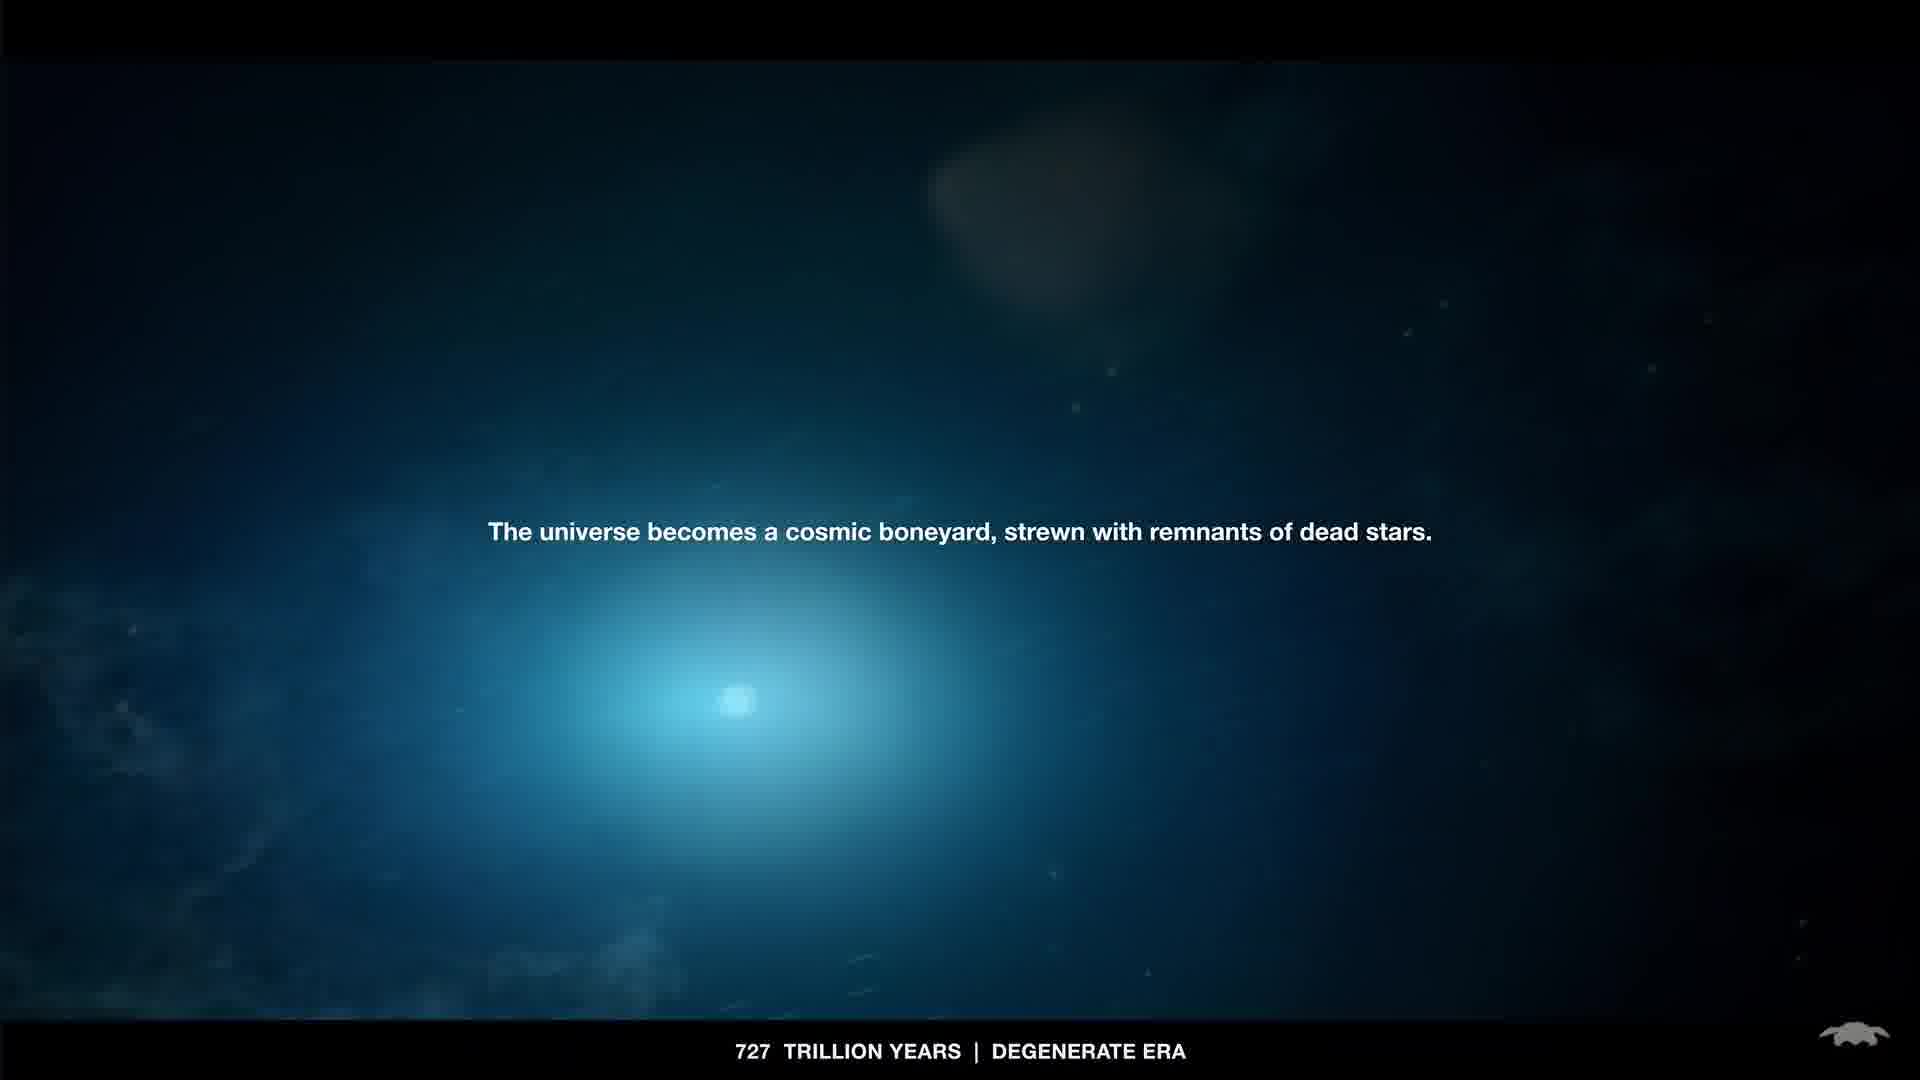 The universe becomes a cosmic boneyard, strewn with remnants of dead stars.
727 TRILLION YEARS | DEGENERATE ERA